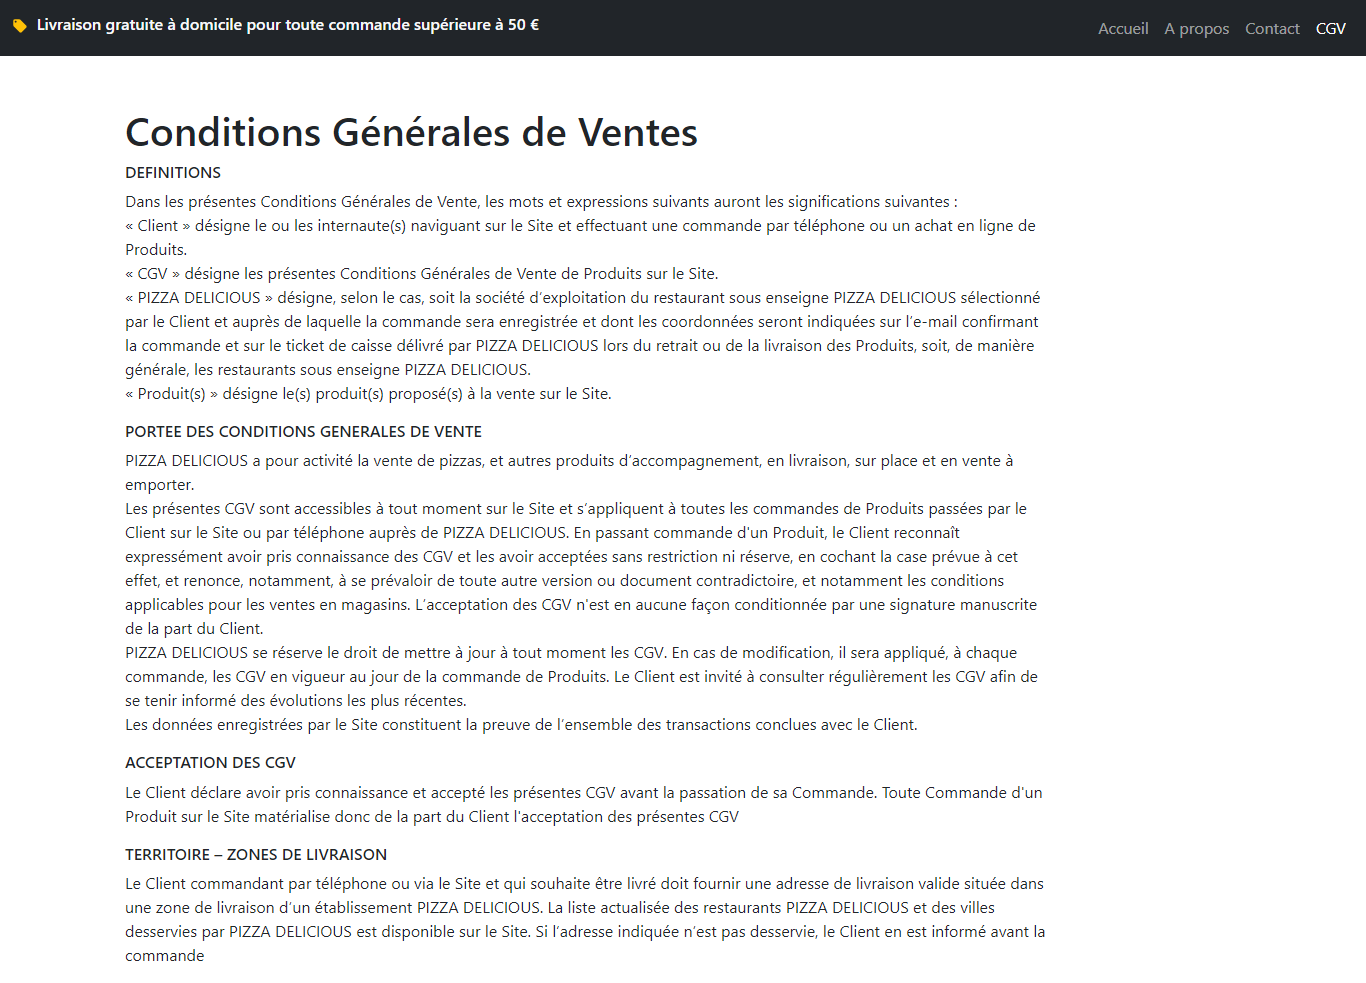 Livraison gratuite à domicile pour toute commande supérieure à 50 €
Accueil A propos Contact CGV
Conditions Générales de Ventes
DEFINITIONS
Dans les présentes Conditions Générales de Vente, les mots et expressions suivants auront les significations suivantes :
« Client » désigne le ou les internaute(s) naviguant sur le Site et effectuant une commande par téléphone ou un achat en ligne de
Produits.
« CGV » désigne les présentes Conditions Générales de Vente de Produits sur le Site.
« PIZZA DELICIOUS » désigne, selon le cas, soit la société d’exploitation du restaurant sous enseigne PIZZA DELICIOUS sélectionné
par le Client et auprès de laquelle la commande sera enregistrée et dont les coordonnées seront indiquées sur l’e-mail confirmant
la commande et sur le ticket de caisse délivré par PIZZA DELICIOUS lors du retrait ou de la livraison des Produits, soit, de manière
générale, les restaurants sous enseigne PIZZA DELICIOUS.
« Produit(s) » désigne le(s) produit(s) proposé(s) à la vente sur le Site.
PORTEE DES CONDITIONS GENERALES DE VENTE
PIZZA DELICIOUS a pour activité la vente de pizzas, et autres produits d’accompagnement, en livraison, sur place et en vente à
emporter.
Les présentes CGV sont accessibles à tout moment sur le Site et s’appliquent à toutes les commandes de Produits passées par le
Client sur le Site ou par téléphone auprès de PIZZA DELICIOUS. En passant commande d'un Produit, le Client reconnaît
expressément avoir pris connaissance des CGV et les avoir acceptées sans restriction ni réserve, en cochant la case prévue à cet
effet, et renonce, notamment, à se prévaloir de toute autre version ou document contradictoire, et notamment les conditions
applicables pour les ventes en magasins. L’acceptation des CGV n'est en aucune façon conditionnée par une signature manuscrite
de la part du Client.
PIZZA DELICIOUS se réserve le droit de mettre à jour à tout moment les CGV. En cas de modification, il sera appliqué, à chaque
commande, les CGV en vigueur au jour de la commande de Produits. Le Client est invité à consulter régulièrement les CGV afin de
se tenir informé des évolutions les plus récentes.
Les données enregistrées par le Site constituent la preuve de l’ensemble des transactions conclues avec le Client.
ACCEPTATION DES CGV
Le Client déclare avoir pris connaissance et accepté les présentes CGV avant la passation de sa Commande. Toute Commande d'un
Produit sur le Site matérialise donc de la part du Client l'acceptation des présentes CGV
TERRITOIRE – ZONES DE LIVRAISON
Le Client commandant par téléphone ou via le Site et qui souhaite être livré doit fournir une adresse de livraison valide située dans
une zone de livraison d’un établissement PIZZA DELICIOUS. La liste actualisée des restaurants PIZZA DELICIOUS et des villes
desservies par PIZZA DELICIOUS est disponible sur le Site. Si l’adresse indiquée n’est pas desservie, le Client en est informé avant la
commande